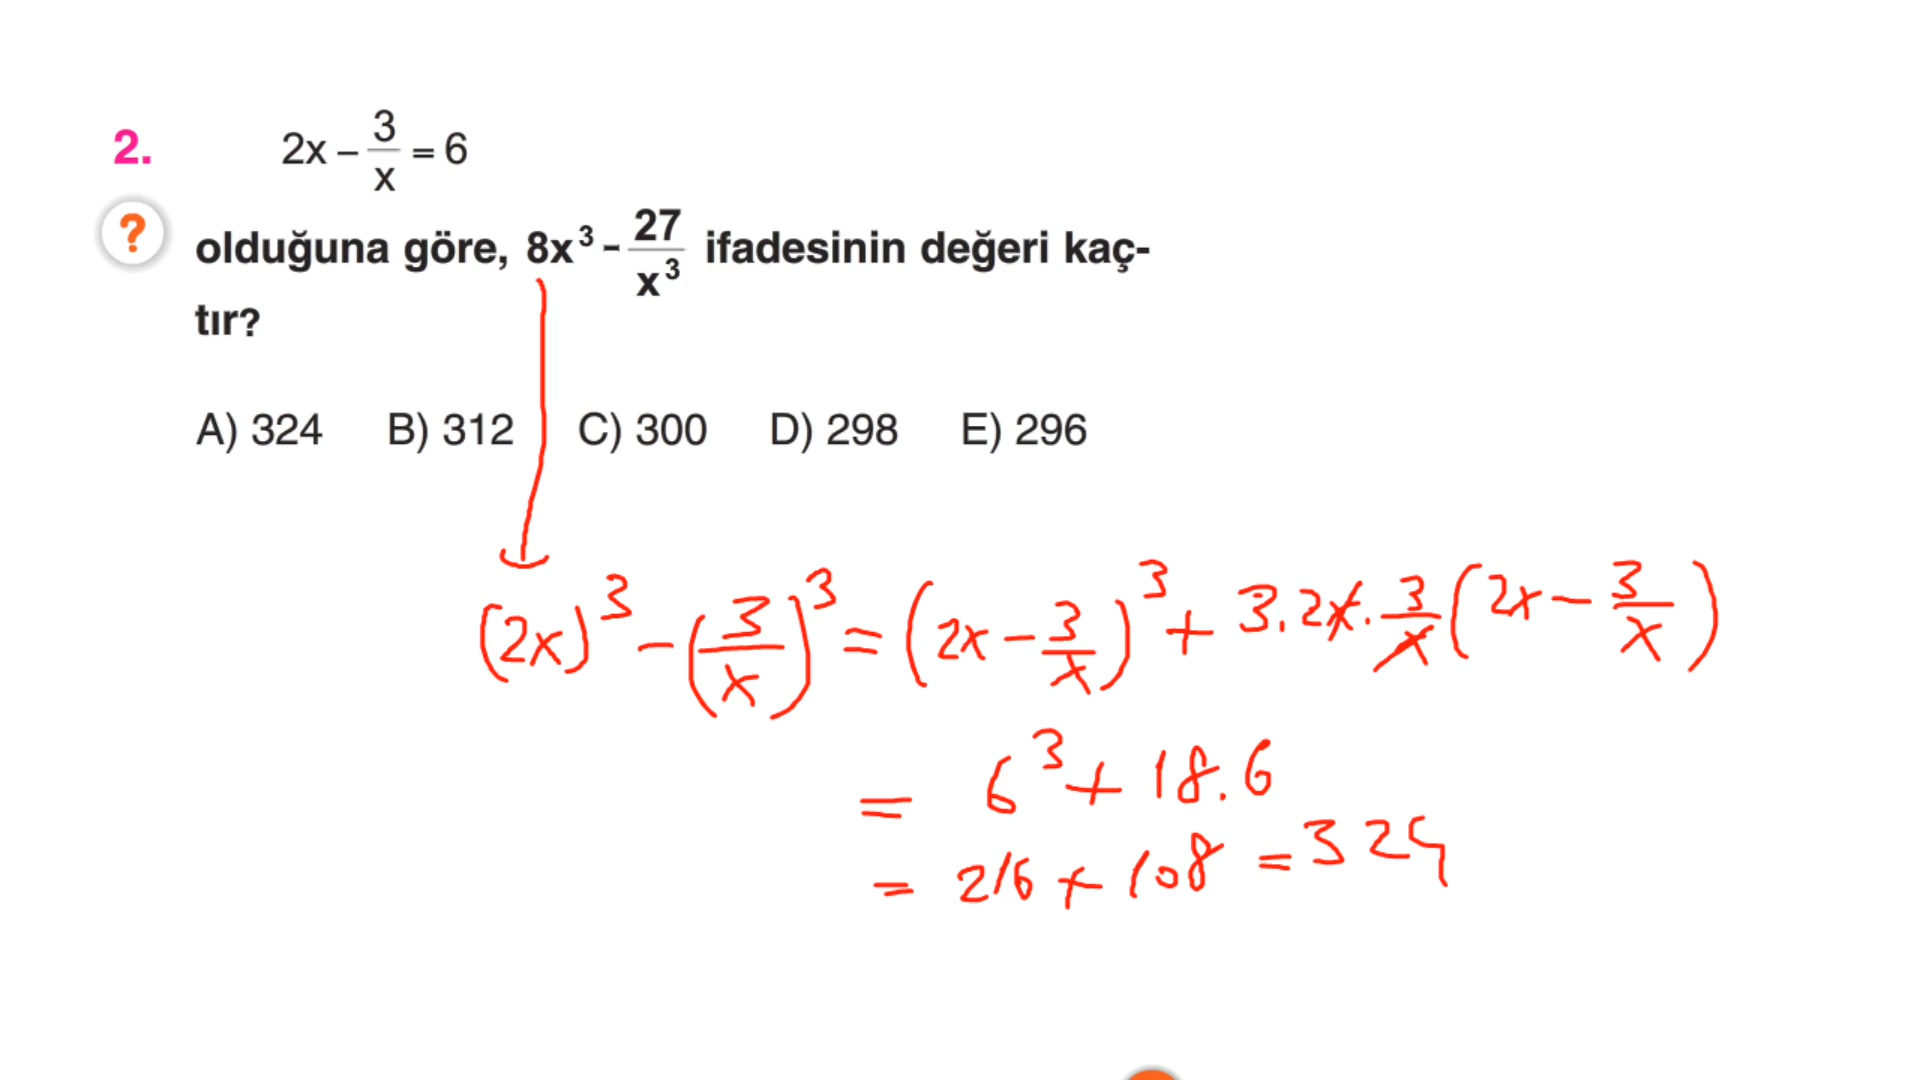 2. 2x – 3/x = 6
?
olduğuna göre, 8x³ - 27/x³ ifadesinin değeri kaç-
tır?
A) 324 B) 312 C) 300 D) 298 E) 296
(2x)³ – (3/x)³ = (2x – 3/x)³ + 3.2x.3/x(2x – 3/x)
= 6³ + 18.6
= 216 + 108 = 324